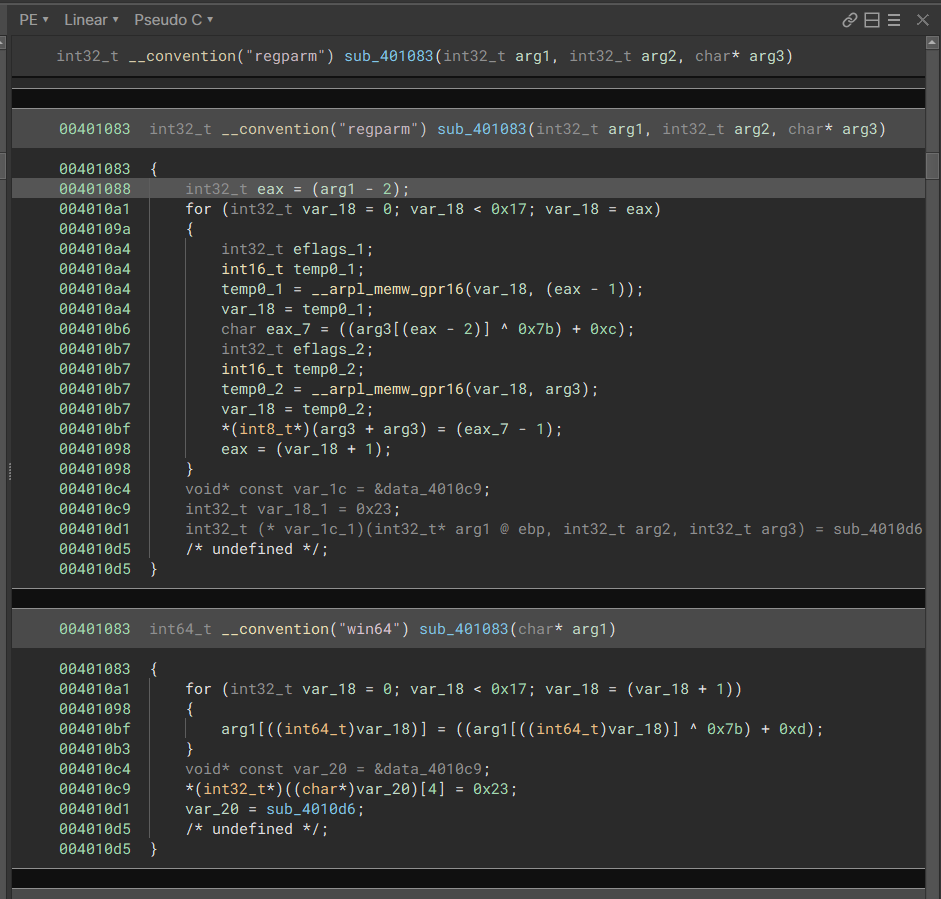 PE ▾ Linear ▾ Pseudo C ▾
int32_t __convention("regparm") sub_401083(int32_t arg1, int32_t arg2, char* arg3)
00401083 int32_t __convention("regparm") sub_401083(int32_t arg1, int32_t arg2, char* arg3)
00401083 {
00401088 int32_t eax = (arg1 - 2);
004010a1 for (int32_t var_18 = 0; var_18 < 0x17; var_18 = eax)
0040109a {
004010a4 int32_t eflags_1;
004010a4 int16_t temp0_1;
004010a4 temp0_1 = __arpl_memw_gpr16(var_18, (eax - 1));
004010a4 var_18 = temp0_1;
004010b6 char eax_7 = ((arg3[(eax - 2)] ^ 0x7b) + 0xc);
004010b7 int32_t eflags_2;
004010b7 int16_t temp0_2;
004010b7 temp0_2 = __arpl_memw_gpr16(var_18, arg3);
004010b7 var_18 = temp0_2;
004010bf *(int8_t*)(arg3 + arg3) = (eax_7 - 1);
00401098 eax = (var_18 + 1);
00401098 }
004010c4 void* const var_1c = &data_4010c9;
004010c9 int32_t var_18_1 = 0x23;
004010d1 int32_t (* var_1c_1)(int32_t* arg1 @ ebp, int32_t arg2, int32_t arg3) = sub_4010d6
004010d5 /* undefined */;
004010d5 }
00401083 int64_t __convention("win64") sub_401083(char* arg1)
00401083 {
004010a1 for (int32_t var_18 = 0; var_18 < 0x17; var_18 = (var_18 + 1))
00401098 {
004010bf arg1[((int64_t)var_18)] = ((arg1[((int64_t)var_18)] ^ 0x7b) + 0xd);
004010b3 }
004010c4 void* const var_20 = &data_4010c9;
004010c9 *(int32_t*)((char*)var_20)[4] = 0x23;
004010d1 var_20 = sub_4010d6;
004010d5 /* undefined */;
004010d5 }